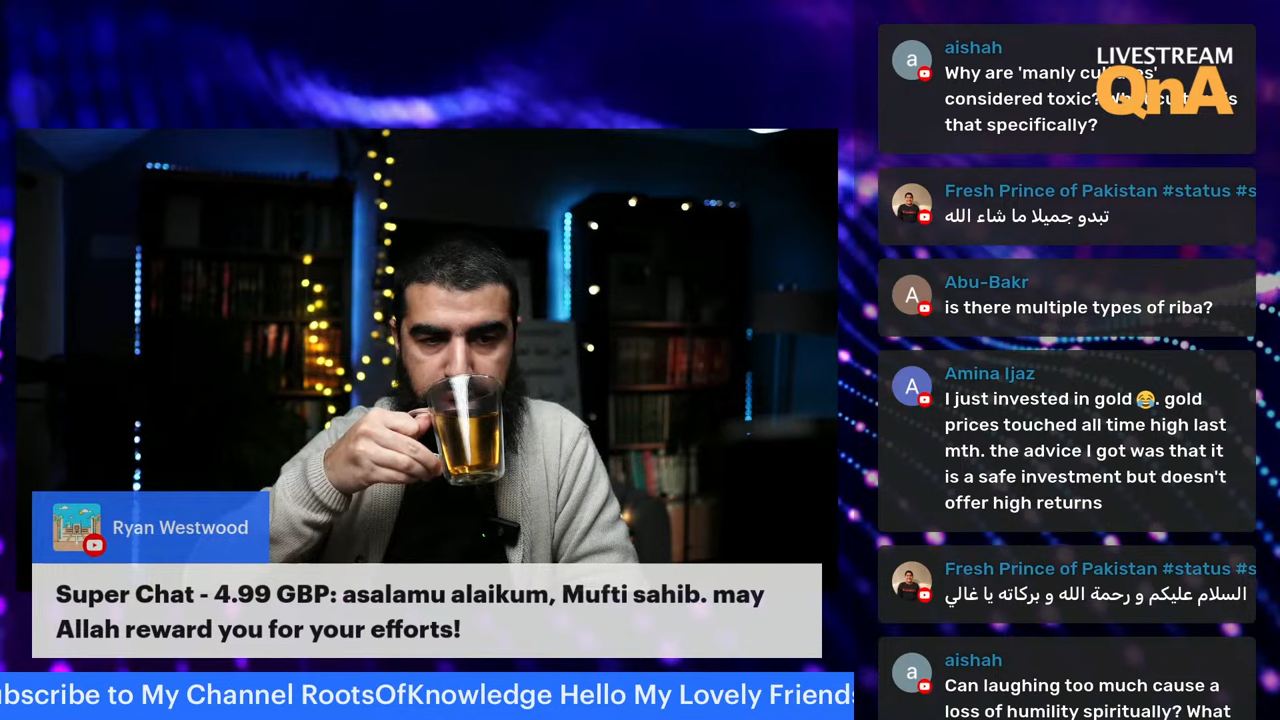 Ryan Westwood
Super Chat - 4.99 GBP: asalamu alaikum, Mufti sahib. may
Allah reward you for your efforts!
ubscribe to My Channel RootsOfKnowledge Hello My Lovely Friends
LIVESTREAM
QnA
a
aishah
Why are 'manly
considered toxic?
that specifically?
Fresh Prince of Pakistan #status #s
تبدو جميلا ما شاء الله
A
Abu-Bakr
is there multiple types of riba?
A
Amina Ijaz
I just invested in gold 😂. gold
prices touched all time high last
mth. the advice I got was that it
is a safe investment but doesn't
offer high returns
Fresh Prince of Pakistan #status #s
السلام عليكم و رحمة الله و بركاته يا غالي
a
aishah
Can laughing too much cause a
loss of humility spiritually? What